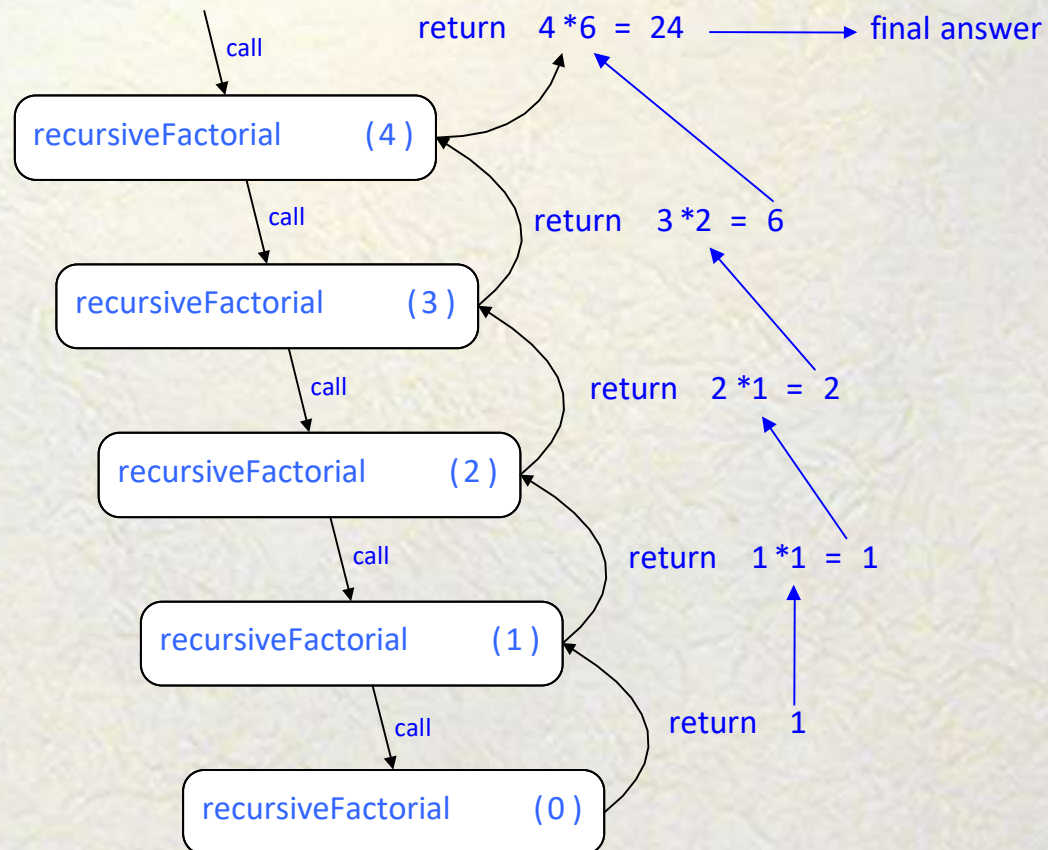 return 4 *6 = 24 final answer
call
recursiveFactorial (4)
call
return 3 *2 = 6
recursiveFactorial (3)
call
return 2 *1 = 2
recursiveFactorial (2)
call
return 1 *1 = 1
recursiveFactorial (1)
call
return 1
recursiveFactorial (0)